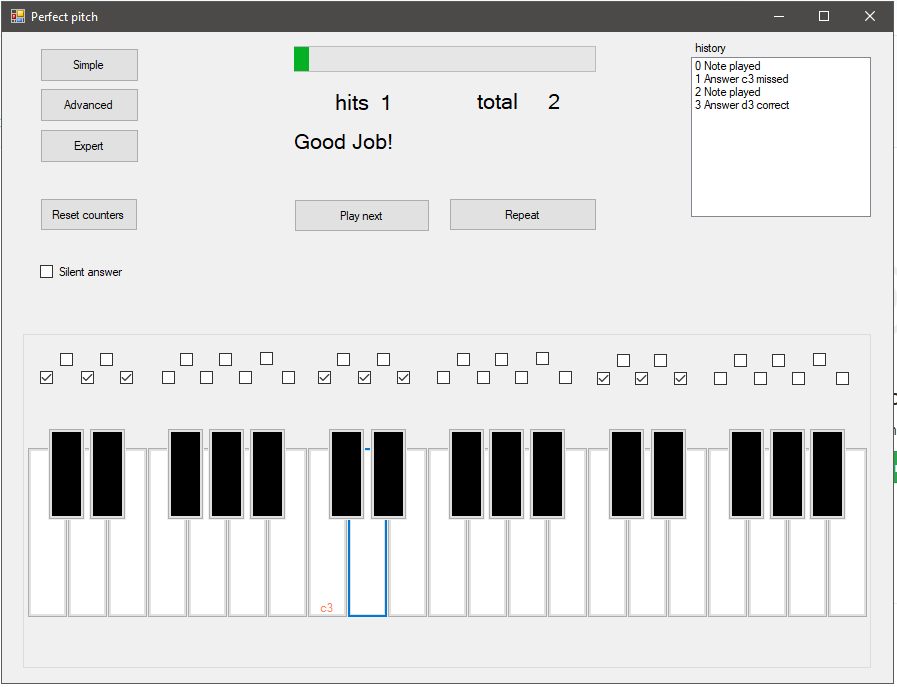 Perfect pitch
Simple
Advanced
Expert
Reset counters
Silent answer
hits 1
total 2
Good Job!
Play next
Repeat
history
0 Note played
1 Answer c3 missed
2 Note played
3 Answer d3 correct
c3